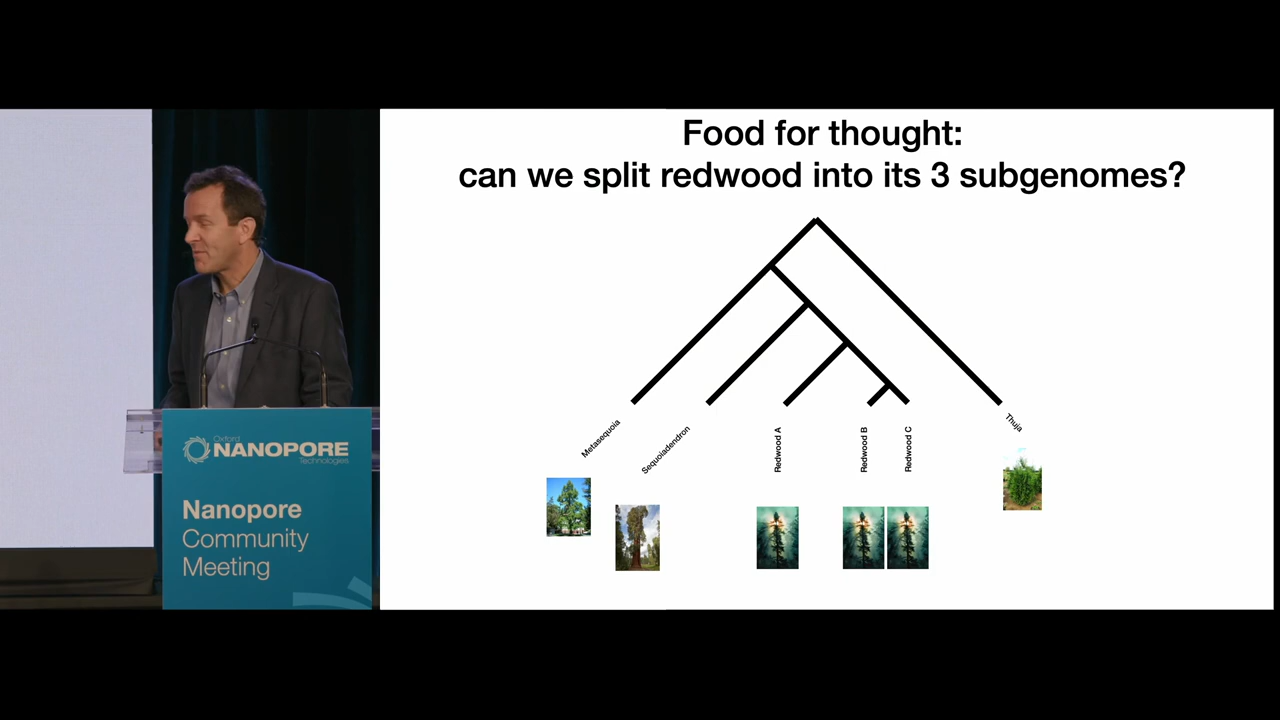 Food for thought:
can we split redwood into its 3 subgenomes?
Metasequoia
Sequoiadendron
Redwood A
Redwood B
Redwood C
Thuja
Oxford
NANOPORE
Technologies
Nanopore
Community
Meeting